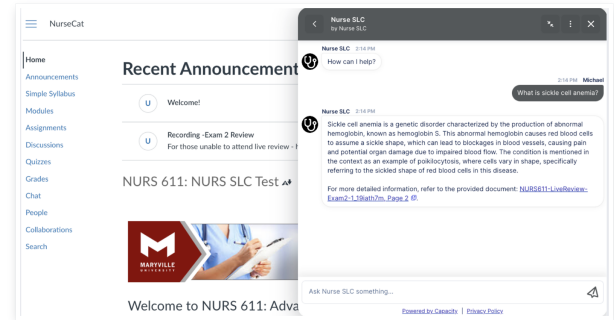 NurseCat
Home
Announcements
Simple Syllabus
Modules
Assignments
Discussions
Quizzes
Grades
Chat
People
Collaborations
Search
Recent Announcement
U
Welcome!
U
Recording -Exam 2 Review
For those unable to attend live review -
NURS 611: NURS SLC Test
MARYVILLE
UNIVERSITY
Welcome to NURS 611: Adva
Nurse SLC
by Nurse SLC
Nurse SLC 2:14 PM
How can I help?
2:14 PM Michael
What is sickle cell anemia?
Nurse SLC 2:14 PM
Sickle cell anemia is a genetic disorder characterized by the production of abnormal
hemoglobin, known as hemoglobin S. This abnormal hemoglobin causes red blood cells
to assume a sickle shape, which can lead to blockages in blood vessels, causing pain
and potential organ damage due to impaired blood flow. The condition is mentioned in
the context as an example of poikilocytosis, where cells vary in shape, specifically
referring to the sickled shape of red blood cells in this disease.
For more detailed information, refer to the provided document: NURS611-LiveReview-
Exam2-1_19iath7m, Page 2
Ask Nurse SLC something...
Powered by Capacity | Privacy Policy